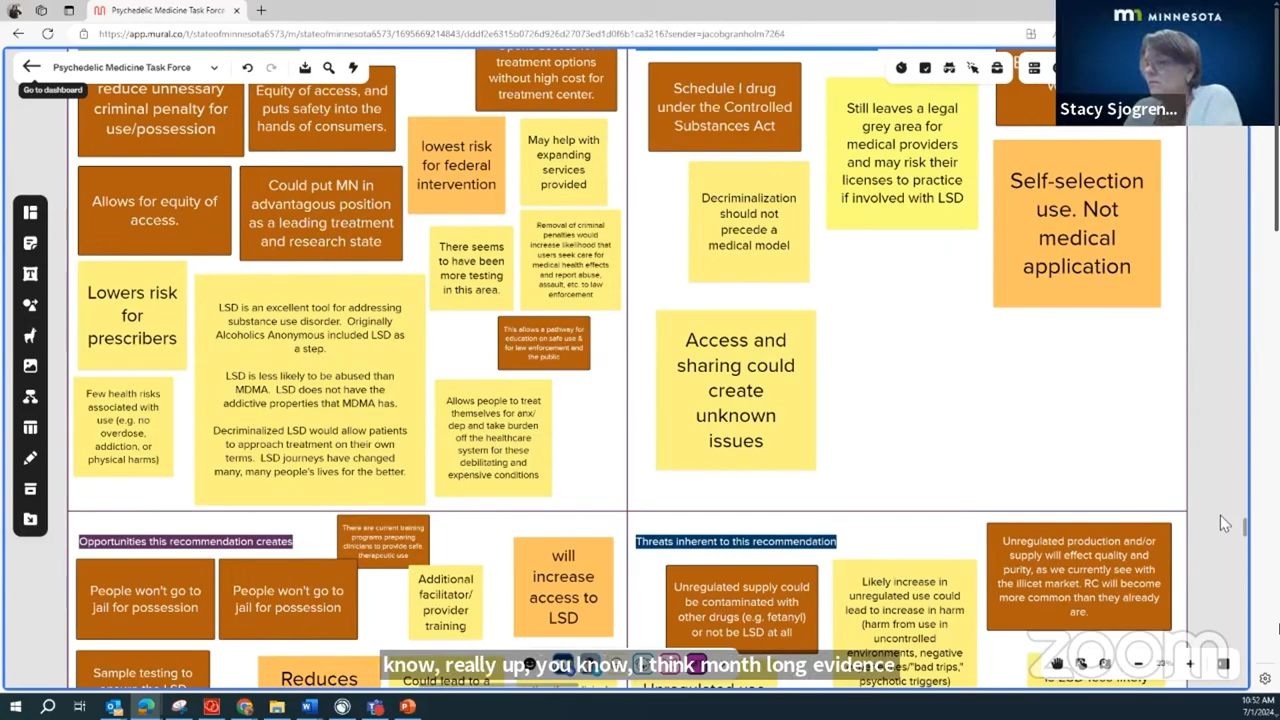 Psychedelic Medicine Task Force
https://app.mural.co/t/stateofminnesota6573/m/stateofminnesota6573/1695669214843/dddf2e6315b0726d926d27073ed1d0f6b1ca3216?sender=jacobgranholm7264
MINNESOTA
Stacy Sjogren...
Psychedelic Medicine Task Force
Go to dashboard
reduce unnecessary
criminal penalty for
use/possession
Equity of access, and
puts safety into the
hands of consumers.
treatment options
without high cost for
treatment center.
lowest risk
for federal
intervention
May help with
expanding
services
provided
Allows for equity of
access.
Could put MN in
advantagous position
as a leading treatment
and research state
There seems
to have been
more testing
in this area.
Removal of criminal
penalties would
increase likelihood that
users seek care for
medical health effects
and report abuse,
assault, etc. to law
enforcement
Lowers risk
for
prescribers
LSD is an excellent tool for addressing
substance use disorder. Originally
Alcoholics Anonymous included LSD as
a step.
LSD is less likely to be abused than
MDMA. LSD does not have the
addictive properties that MDMA has.
Decriminalized LSD would allow patients
to approach treatment on their own
terms. LSD journeys have changed
many, many people's lives for the better.
This allows a pathway for
education on safe use &
for law enforcement and
the public
Few health risks
associated with
use (e.g. no
overdose,
addiction, or
physical harms)
Allows people to treat
themselves for anx/
dep and take burden
off the healthcare
system for these
debilitating and
expensive conditions
Schedule I drug
under the Controlled
Substances Act
Still leaves a legal
grey area for
medical providers
and may risk their
licenses to practice
if involved with LSD
Decriminalization
should not
precede a
medical model
Self-selection
use. Not
medical
application
Access and
sharing could
create
unknown
issues
Opportunities this recommendation creates
There are current training
programs preparing
clinicians to provide safe,
therapeutic use
People won't go to
jail for possession
People won't go to
jail for possession
Additional
facilitator/
provider
training
will
increase
access to
LSD
Sample testing to
Reduces
Could lead to a
Threats inherent to this recommendation
Unregulated supply could
be contaminated with
other drugs (e.g. fetanyl)
or not be LSD at all
Likely increase in
unregulated use could
lead to increase in harm
(harm from use in
uncontrolled
environments, negative
"bad trips,"
psychotic triggers)
Unregulated production and/or
supply will effect quality and
purity, as we currently see with
the illicet market. RC will become
more common than they already
are.
know, really up, you know, I think month long evidence
zoom
10:52 AM
7/1/2024